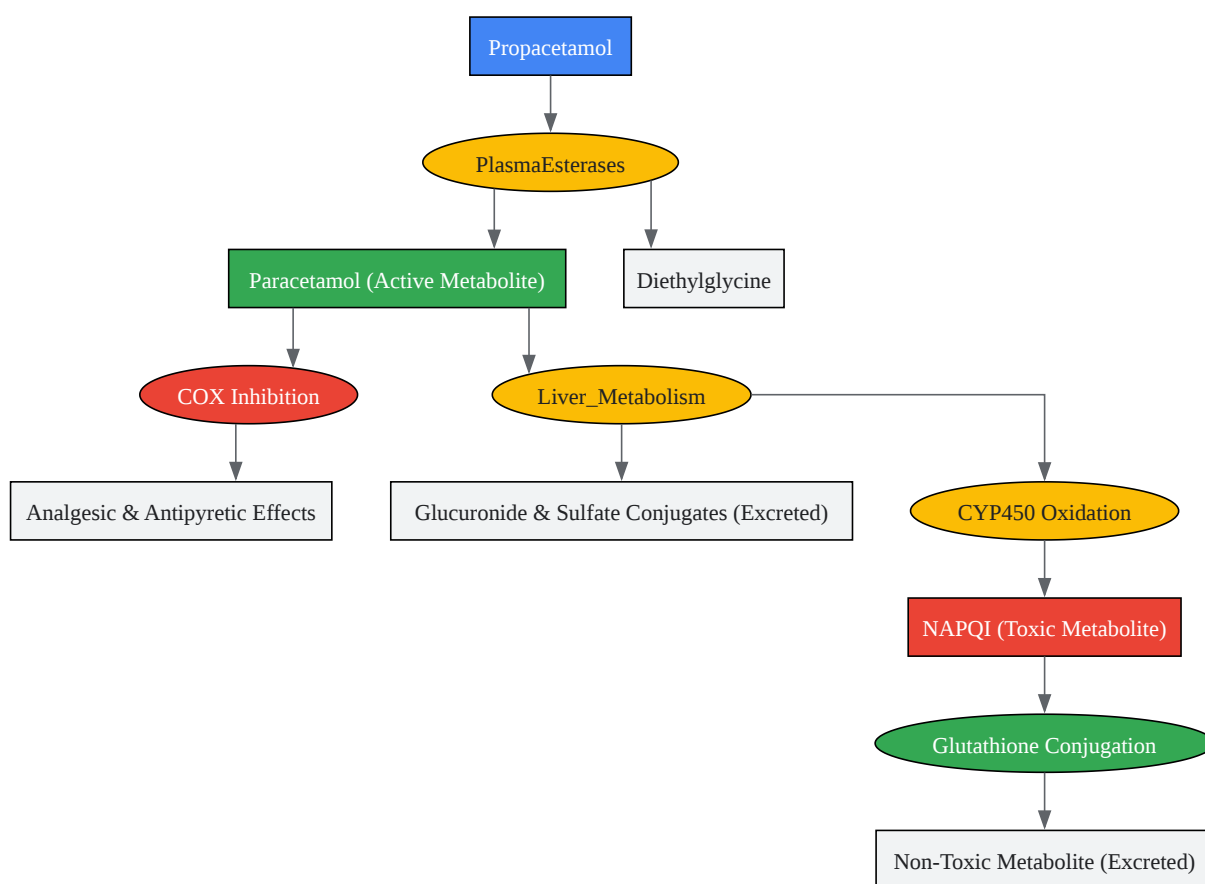 Propacetamol
PlasmaEsterases
Paracetamol (Active Metabolite)
Diethylglycine
COX Inhibition
Liver_Metabolism
Analgesic & Antipyretic Effects
Glucuronide & Sulfate Conjugates (Excreted)
CYP450 Oxidation
NAPQI (Toxic Metabolite)
Glutathione Conjugation
Non-Toxic Metabolite (Excreted)